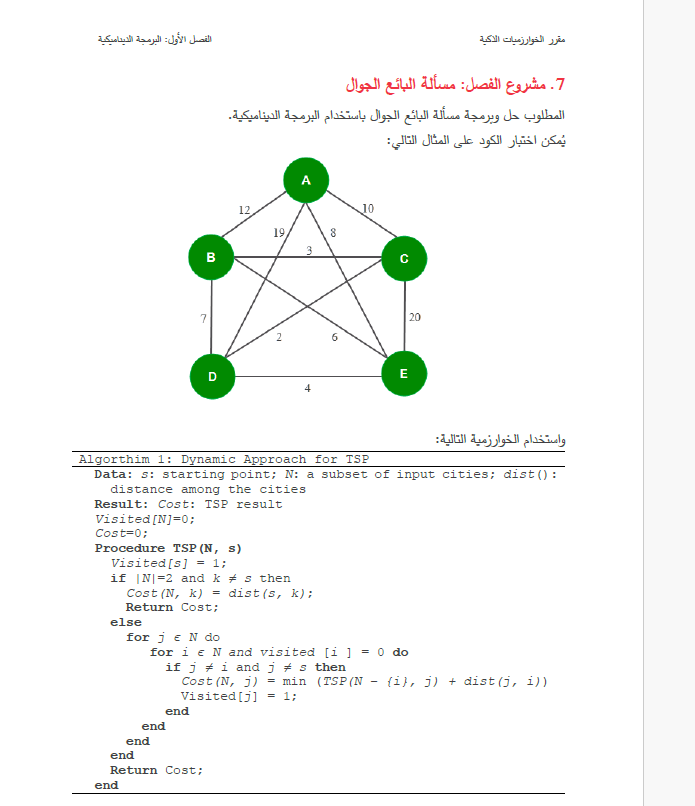 مقرر الخوارزميات الذكية
الفصل الأول: البرمجة الديناميكية
7. مشروع الفصل: مسألة البائع الجوال
المطلوب حل وبرمجة مسألة البائع الجوال باستخدام البرمجة الديناميكية.
يُمكن اختبار الكود على المثال التالي:
A
12
10
19
8
B
3
C
7
20
2
6
D
E
4
واستخدام الخوارزمية التالية:
Algorthim 1: Dynamic Approach for TSP
Data: s: starting point; N: a subset of input cities; dist():
distance among the cities
Result: Cost: TSP result
Visited[N]=0;
Cost=0;
Procedure TSP(N, s)
Visited[s] = 1;
if |N|=2 and k ≠ s then
Cost(N, k) = dist(s, k);
Return Cost;
else
for j ϵ N do
for i ϵ N and visited [i ] = 0 do
if j ≠ i and j ≠ s then
Cost(N, j) = min (TSP(N – {i}, j) + dist(j, i))
Visited[j] = 1;
end
end
end
end
Return Cost;
end